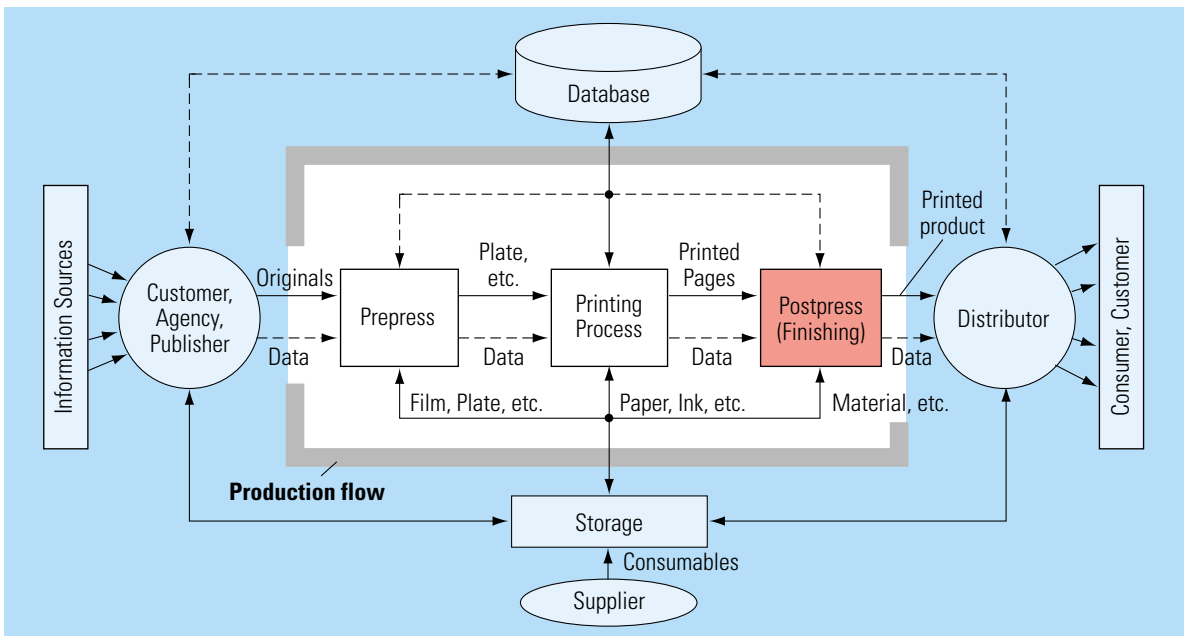 Database
Printed
product
Information Sources
Customer,
Agency,
Publisher
Originals
Data
Prepress
Plate,
etc.
Data
Printing
Process
Printed
Pages
Data
Postpress
(Finishing)
Data
Distributor
Consumer, Customer
Film, Plate, etc.
Paper, Ink, etc.
Material, etc.
Production flow
Storage
Consumables
Supplier